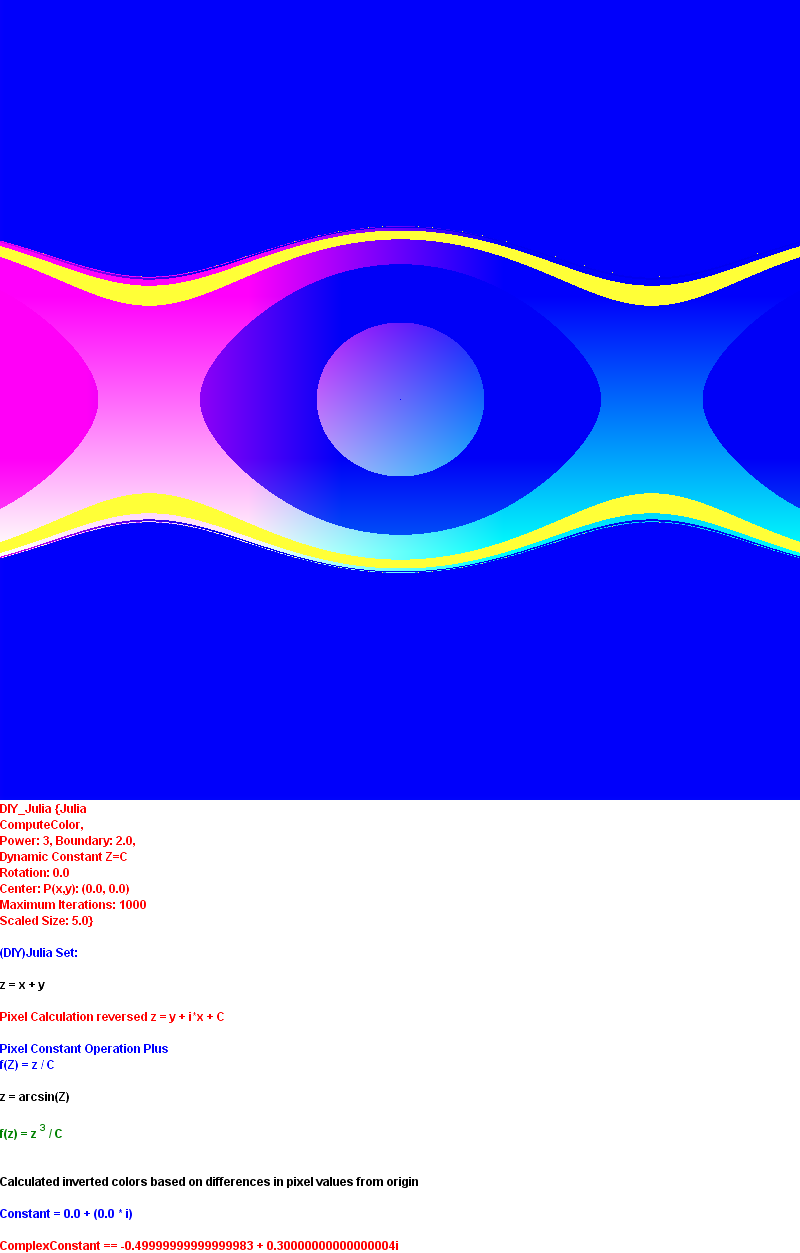 DIY_Julia {Julia
ComputeColor,
Power: 3, Boundary: 2.0,
Dynamic Constant Z=C
Rotation: 0.0
Center: P(x,y): (0.0, 0.0)
Maximum Iterations: 1000
Scaled Size: 5.0}
(DIY)Julia Set:
z = x + y
Pixel Calculation reversed z = y + i*x + C
Pixel Constant Operation Plus
f(Z) = z / C
z = arcsin(Z)
f(z) = z 3 / C
Calculated inverted colors based on differences in pixel values from origin
Constant = 0.0 + (0.0 * i)
ComplexConstant == -0.49999999999999983 + 0.30000000000000004i